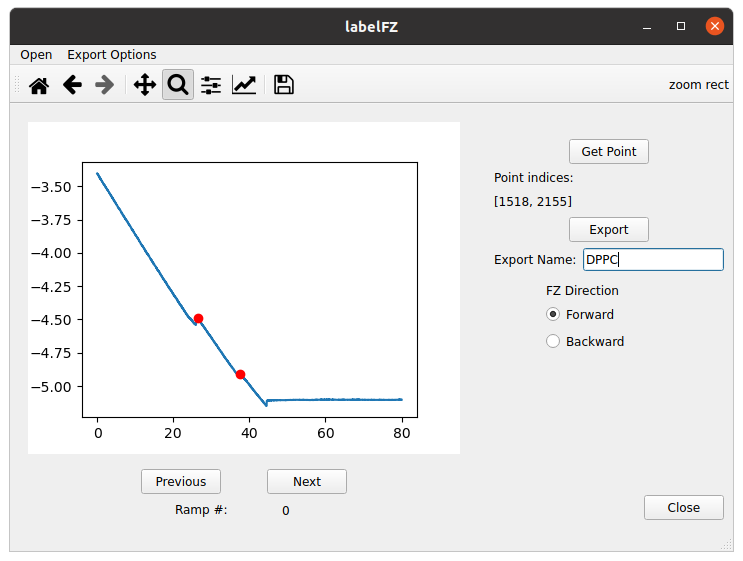 labelFZ
Open Export Options
zoom rect
Get Point
Point indices:
[1518, 2155]
Export
Export Name: DPPC
FZ Direction
Forward
Backward
−3.50
−3.75
−4.00
−4.25
−4.50
−4.75
−5.00
0 20 40 60 80
Previous Next
Ramp #: 0
Close